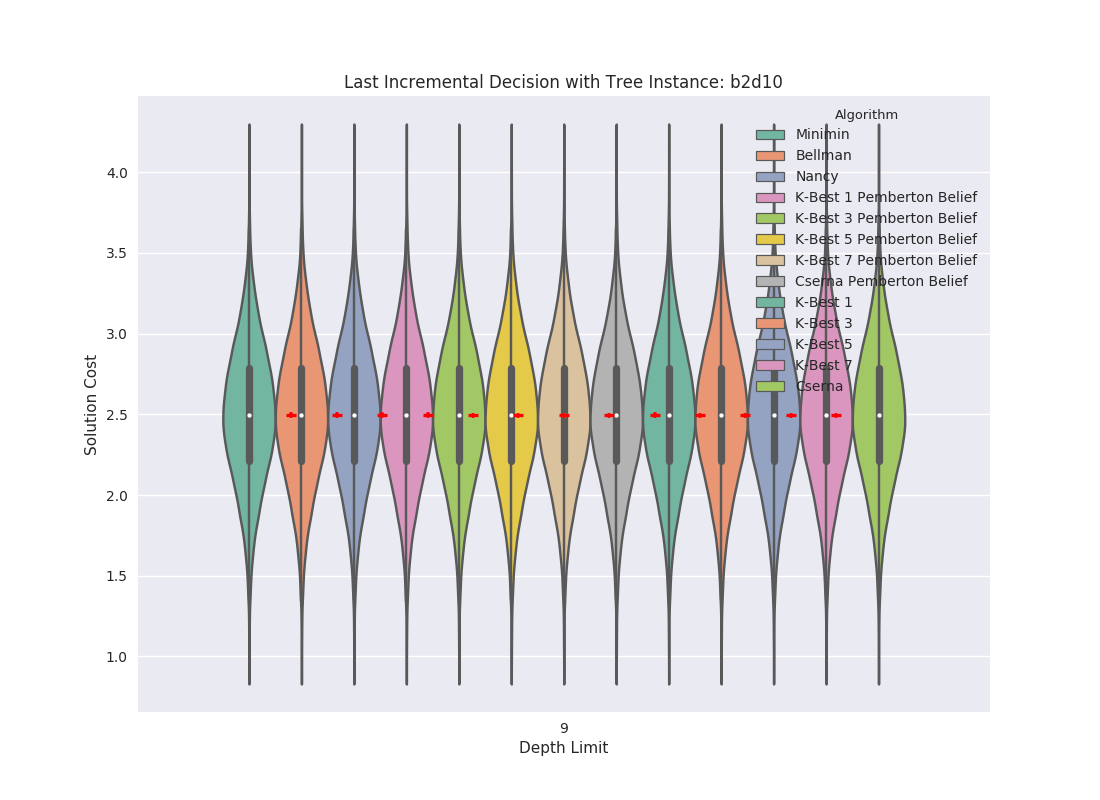 Last Incremental Decision with Tree Instance: b2d10
Algorithm
Minimin
Bellman
Nancy
K-Best 1 Pemberton Belief
K-Best 3 Pemberton Belief
K-Best 5 Pemberton Belief
K-Best 7 Pemberton Belief
Cserna Pemberton Belief
K-Best 1
K-Best 3
K-Best 5
K-Best 7
Cserna
Solution Cost
4.0
3.5
3.0
2.5
2.0
1.5
1.0
9
Depth Limit